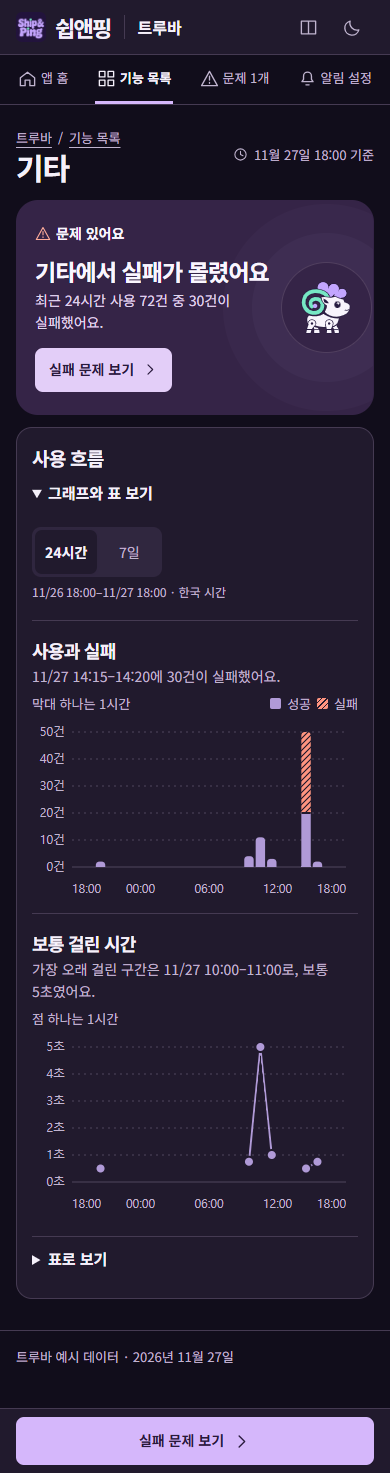 Ship&
Ping
쉽앤핑
트루바
앱 홈
기능 목록
문제 1개
알림 설정
트루바 / 기능 목록
11월 27일 18:00 기준
기타
문제 있어요
기타에서 실패가 몰렸어요
최근 24시간 사용 72건 중 30건이
실패했어요.
실패 문제 보기
사용 흐름
그래프와 표 보기
24시간
7일
11/26 18:00–11/27 18:00 · 한국 시간
사용과 실패
11/27 14:15–14:20에 30건이 실패했어요.
막대 하나는 1시간
성공
실패
50건
40건
30건
20건
10건
0건
18:00 00:00 06:00 12:00 18:00
보통 걸린 시간
가장 오래 걸린 구간은 11/27 10:00–11:00로, 보통
5초였어요.
점 하나는 1시간
5초
4초
3초
2초
1초
0초
18:00 00:00 06:00 12:00 18:00
표로 보기
트루바 예시 데이터 · 2026년 11월 27일
실패 문제 보기